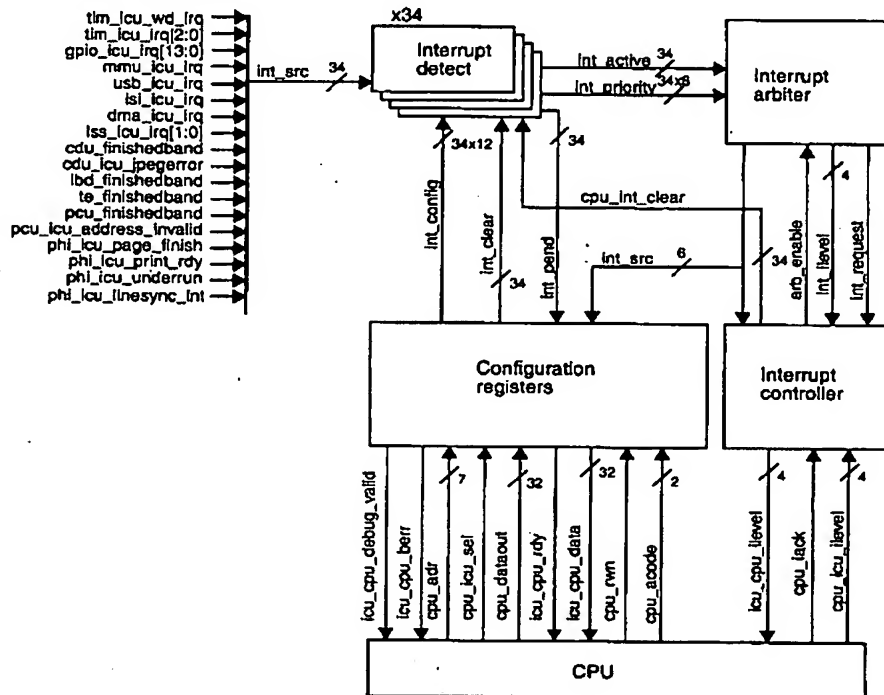 tim_icu_wd_irq
tim_icu_irq[2:0]
gpio_icu_irq[13:0]
mmu_icu_irq
usb_icu_irq
isi_icu_irq
dma_icu_irq
lss_icu_irq[1:0]
cdu_finishedband
cdu_icu_jpegerror
lbd_finishedband
te_finishedband
pcu_finishedband
pcu_icu_address_invalid
phi_icu_page_finish
phi_icu_print_rdy
phi_icu_underrun
phi_icu_linesync_int
int_src
34
x34
Interrupt
detect
int_active
34
int_priority
34x8
Interrupt
arbiter
34x12
int_config
int_clear
34
34
int_pend
cpu_int_clear
int_src
6
34
arb_enable
4
int_ilevel
int_request
Configuration
registers
Interrupt
controller
icu_cpu_debug_valid
icu_cpu_berr
7
cpu_adr
cpu_icu_sel
32
cpu_dataout
icu_cpu_rdy
32
icu_cpu_data
cpu_rwn
2
cpu_acode
4
icu_cpu_ilevel
cpu_iack
4
cpu_icu_ilevel
CPU